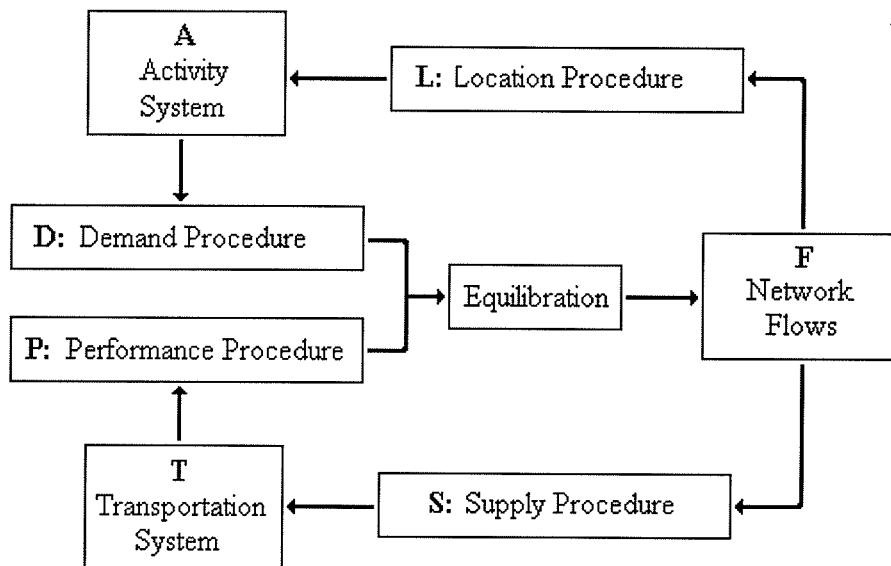 A
Activity
System
L: Location Procedure
D: Demand Procedure
Equilibration
F
Network
Flows
P: Performance Procedure
T
Transportation
System
S: Supply Procedure